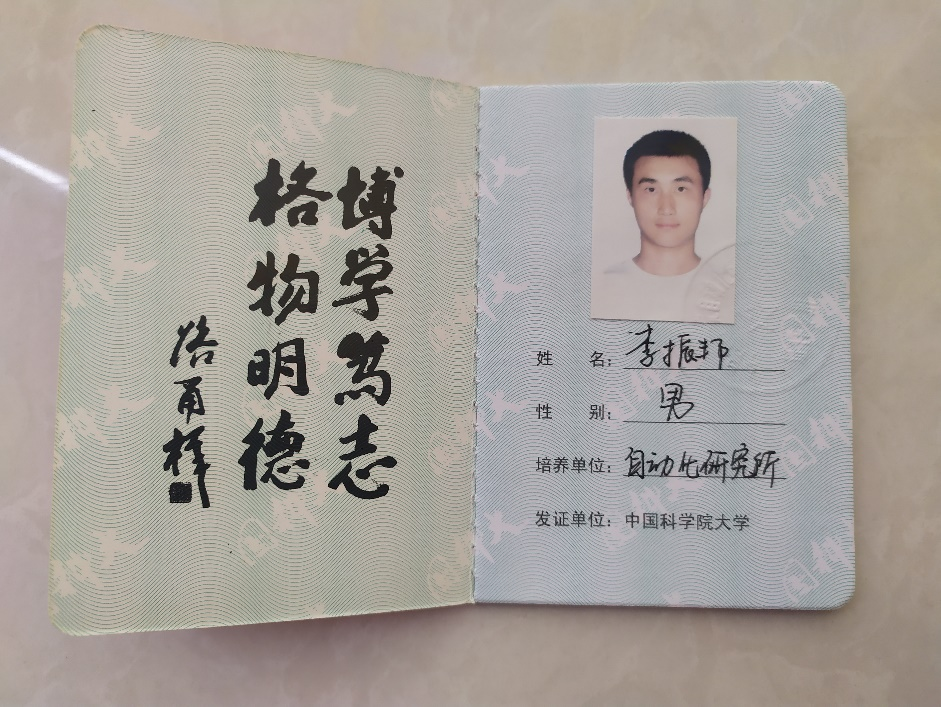 博学笃志
格物明德
路甬祥
姓 名：李振邦
性 别：男
培养单位：自动化研究所
发证单位：中国科学院大学